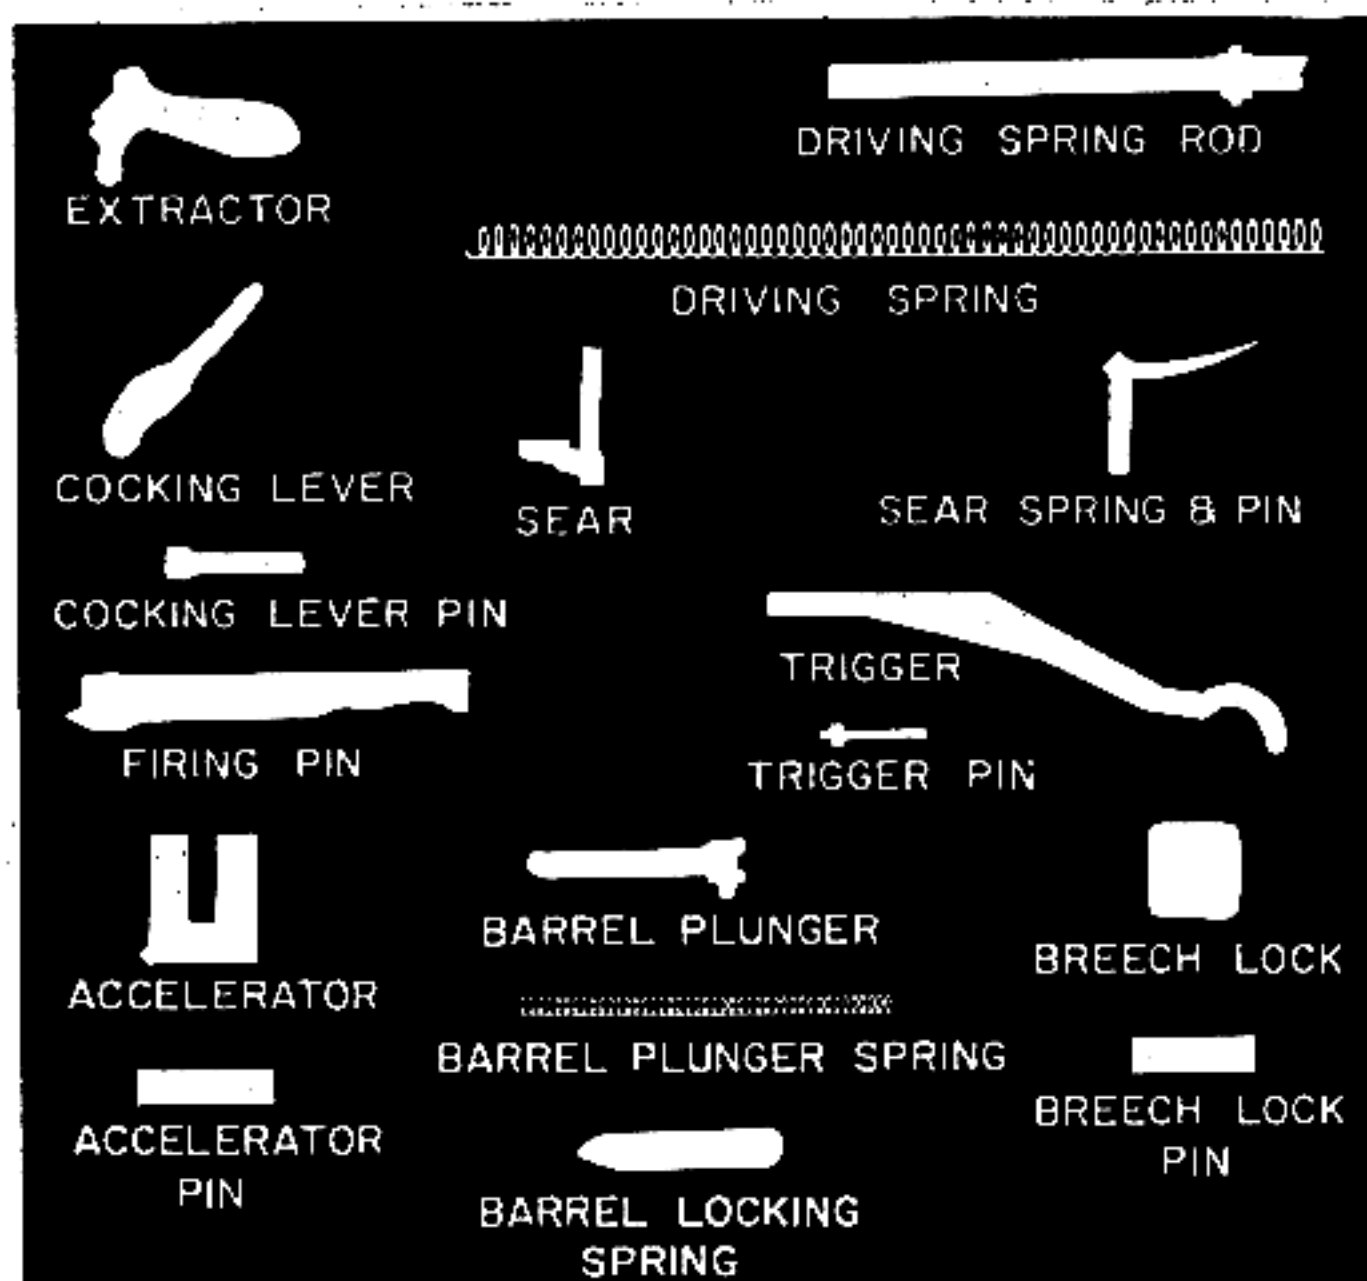 DRIVING SPRING ROD
EXTRACTOR
DRIVING SPRING
COCKING LEVER
SEAR
SEAR SPRING & PIN
COCKING LEVER PIN
TRIGGER
FIRING PIN
TRIGGER PIN
BARREL PLUNGER
BREECH LOCK
ACCELERATOR
BARREL PLUNGER SPRING
BREECH LOCK
PIN
ACCELERATOR
PIN
BARREL LOCKING
SPRING